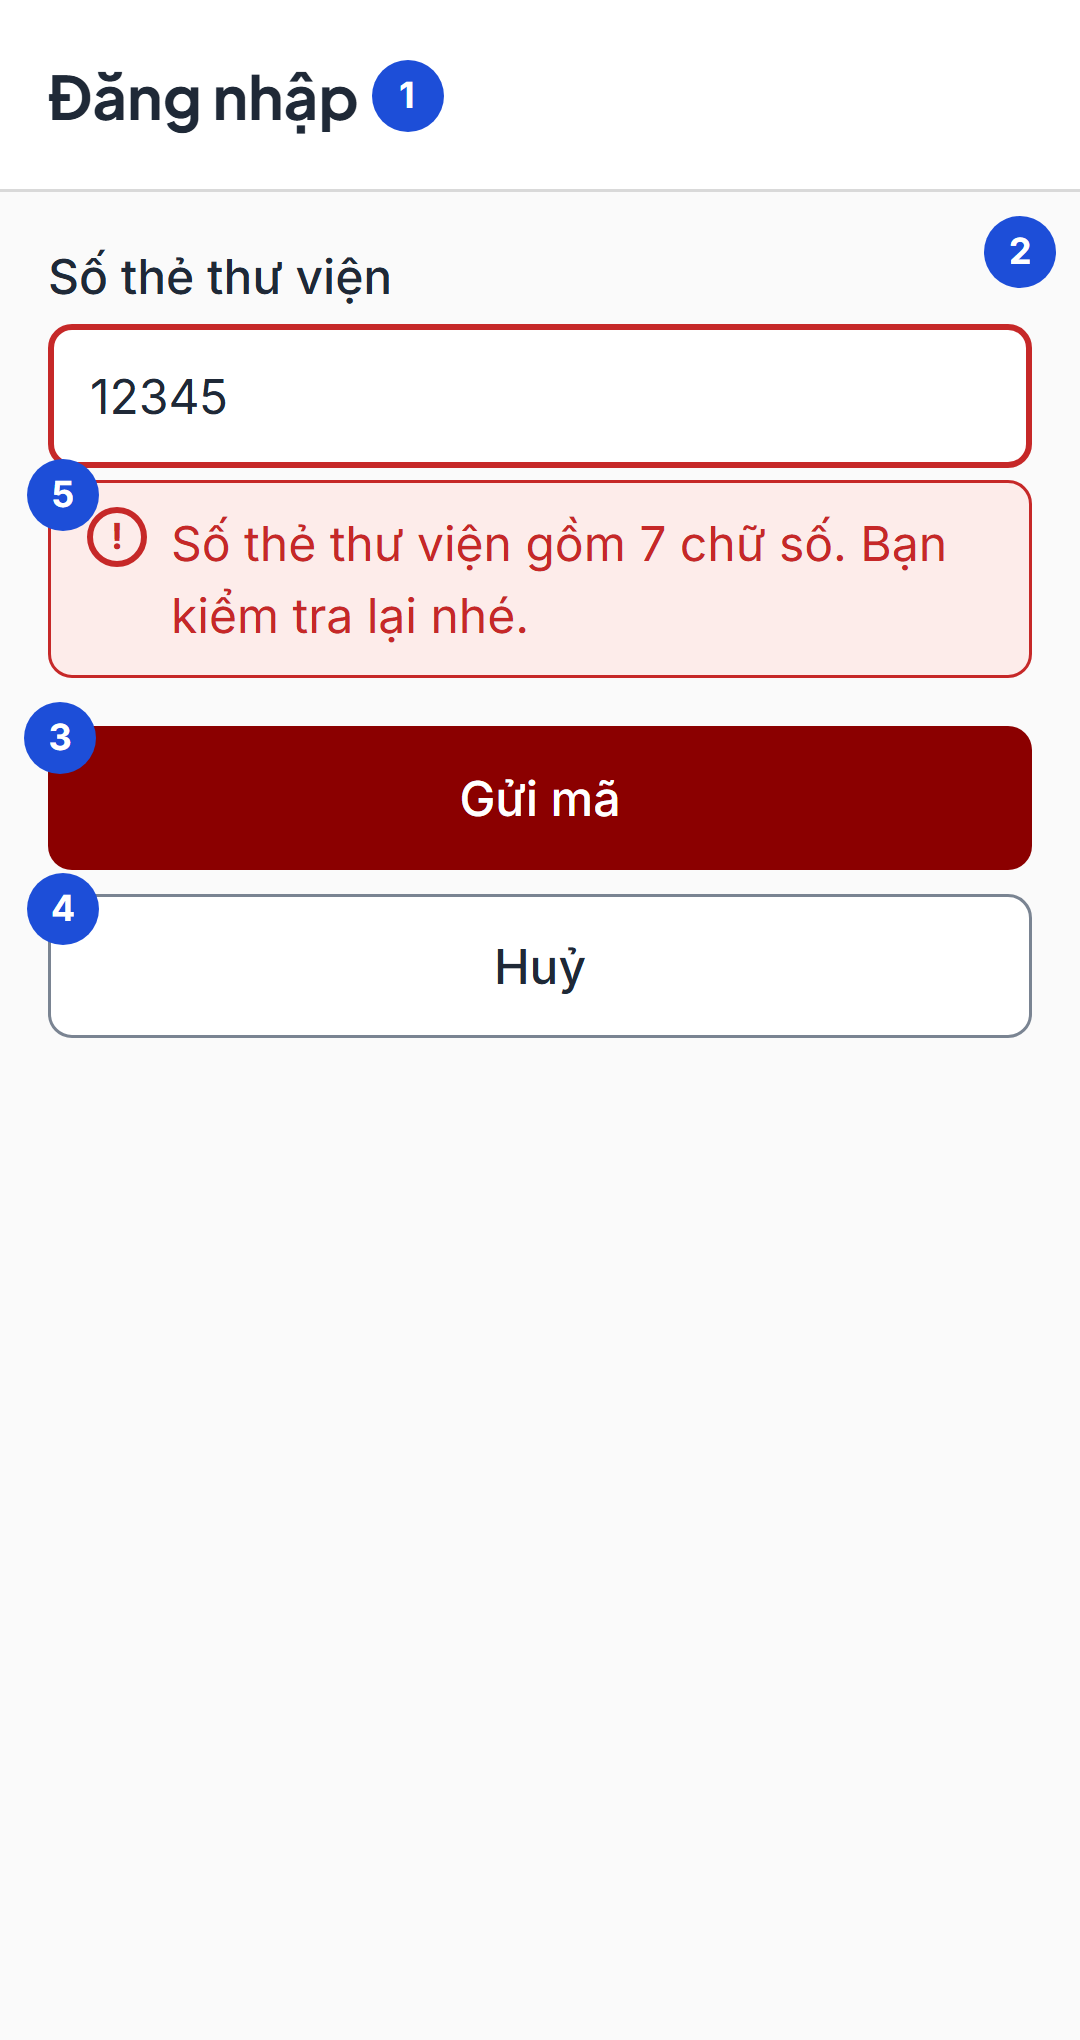 Đăng nhập 1
2
Số thẻ thư viện
12345
5
! Số thẻ thư viện gồm 7 chữ số. Bạn
kiểm tra lại nhé.
3
Gửi mã
4
Huỷ